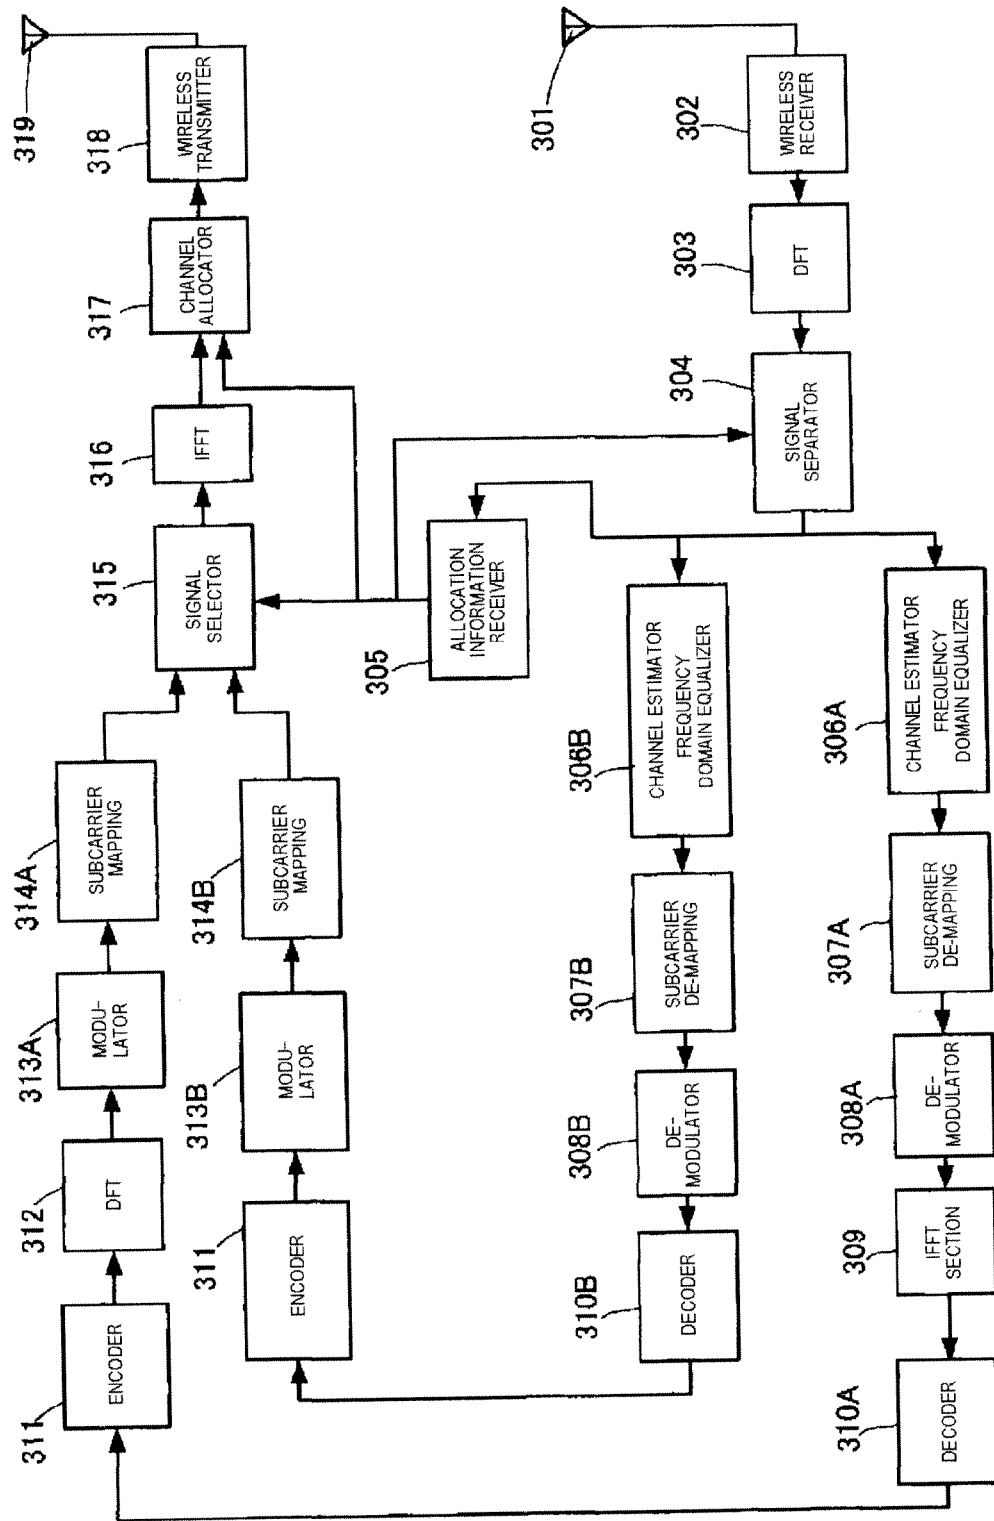 319
WIRELESS
TRANSMITTER
318
CHANNEL
ALLOCATOR
317
IFFT
316
SIGNAL
SELECTOR
315
SUBCARRIER
MAPPING
314A
SUBCARRIER
MAPPING
314B
MODU-
LATOR
313A
MODU-
LATOR
313B
DFT
312
ENCODER
311
ENCODER
311
301
WIRELESS
RECEIVER
302
DFT
303
SIGNAL
SEPARATOR
304
ALLOCATION
INFORMATION
RECEIVER
305
CHANNEL ESTIMATOR
FREQUENCY
DOMAIN EQUALIZER
306B
CHANNEL ESTIMATOR
FREQUENCY
DOMAIN EQUALIZER
306A
SUBCARRIER
DE-MAPPING
307B
SUBCARRIER
DE-MAPPING
307A
DE-
MODULATOR
308B
DE-
MODULATOR
308A
IFFT
SECTION
309
DECODER
310B
DECODER
310A